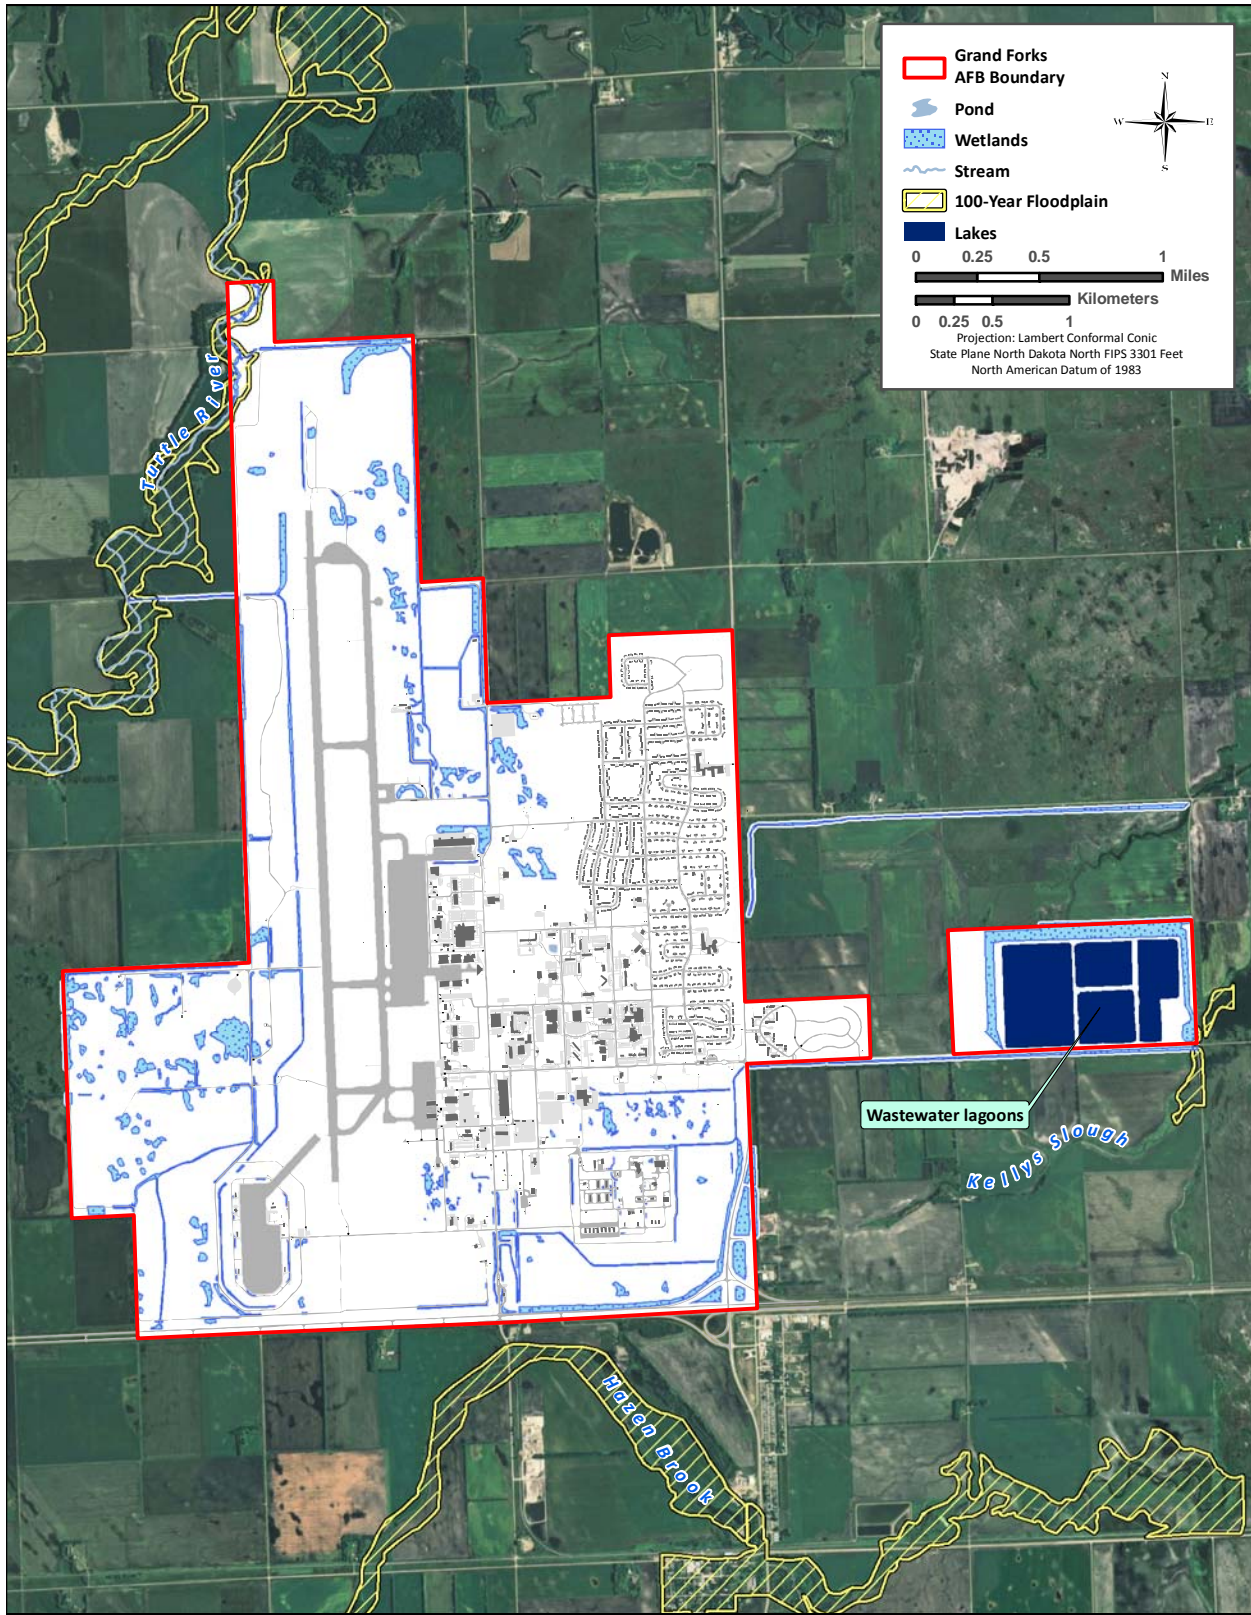 Grand Forks
AFB Boundary
Pond
Wetlands
Stream
100-Year Floodplain
Lakes
N
W E
S
0 0.25 0.5 1
Miles
Kilometers
0 0.25 0.5 1
Projection: Lambert Conformal Conic
State Plane North Dakota North FIPS 3301 Feet
North American Datum of 1983
Turtle River
Wastewater lagoons
Kellys Slough
Hazen Brook